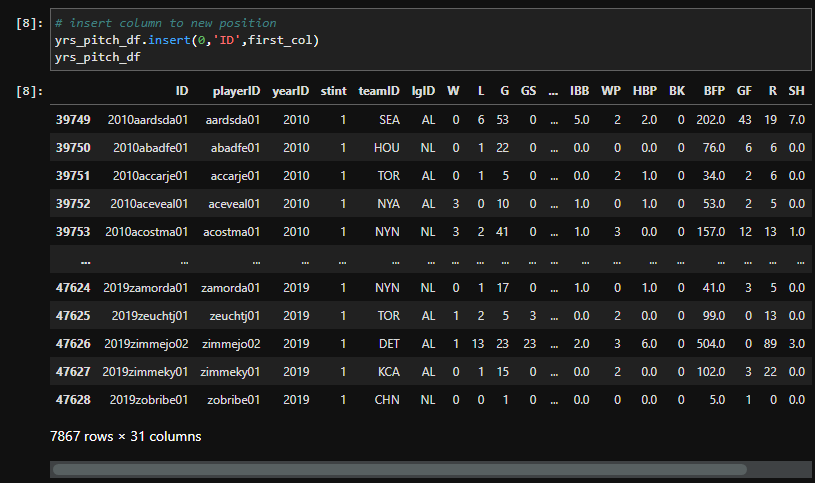 [8]: # insert column to new position
yrs_pitch_df.insert(0,'ID',first_col)
yrs_pitch_df
[8]: ID playerID yearID stint teamID lgID W L G GS ... IBB WP HBP BK BFP GF R SH
39749 2010aardsda01 aardsda01 2010 1 SEA AL 0 6 53 0 ... 5.0 2 2.0 0 202.0 43 19 7.0
39750 2010abadfe01 abadfe01 2010 1 HOU NL 0 1 22 0 ... 0.0 0 0.0 0 76.0 6 6 0.0
39751 2010accarje01 accarje01 2010 1 TOR AL 0 1 5 0 ... 0.0 2 1.0 0 34.0 2 6 0.0
39752 2010aceveal01 aceveal01 2010 1 NYA AL 3 0 10 0 ... 1.0 0 1.0 0 53.0 2 5 0.0
39753 2010acostma01 acostma01 2010 1 NYN NL 3 2 41 0 ... 1.0 3 0.0 0 157.0 12 13 1.0
... ... ... ... ... ... ... ... ... ... ... ... ... ... ... ... ... ... ... ...
47624 2019zamorda01 zamorda01 2019 1 NYN NL 0 1 17 0 ... 1.0 0 1.0 0 41.0 3 5 0.0
47625 2019zeuchtj01 zeuchtj01 2019 1 TOR AL 1 2 5 3 ... 0.0 2 0.0 0 99.0 0 13 0.0
47626 2019zimmejo02 zimmejo02 2019 1 DET AL 1 13 23 23 ... 2.0 3 6.0 0 504.0 0 89 3.0
47627 2019zimmeky01 zimmeky01 2019 1 KCA AL 0 1 15 0 ... 0.0 2 0.0 0 102.0 3 22 0.0
47628 2019zobribe01 zobribe01 2019 1 CHN NL 0 0 1 0 ... 0.0 0 0.0 0 5.0 1 0 0.0
7867 rows × 31 columns